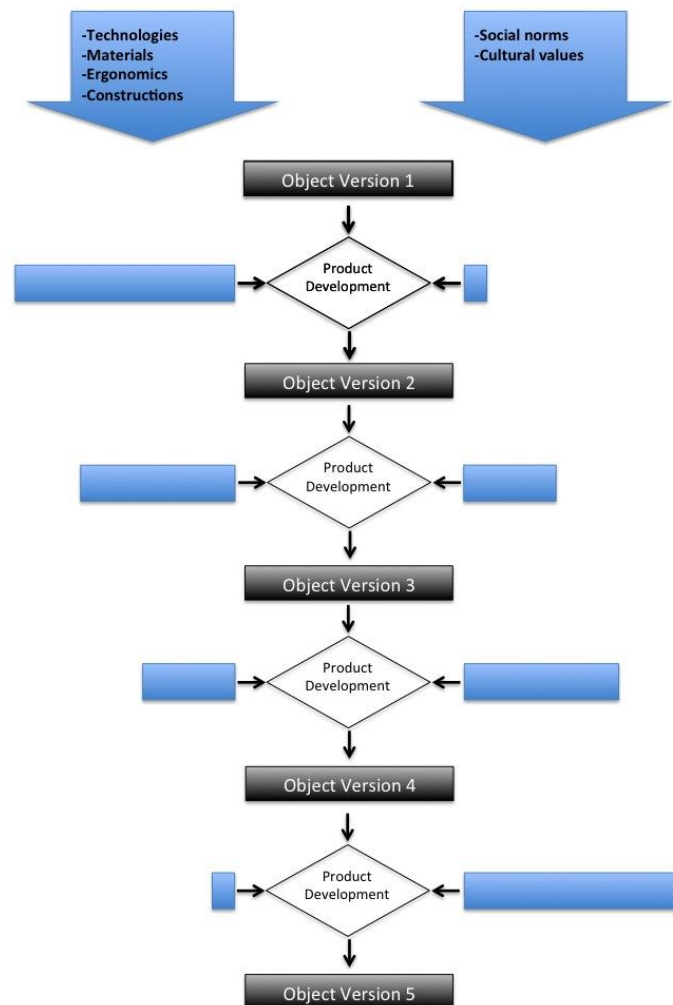 -Technologies
-Materials
-Ergonomics
-Constructions
-Social norms
-Cultural values
Object Version 1
Product
Development
Object Version 2
Product
Development
Object Version 3
Product
Development
Object Version 4
Product
Development
Object Version 5